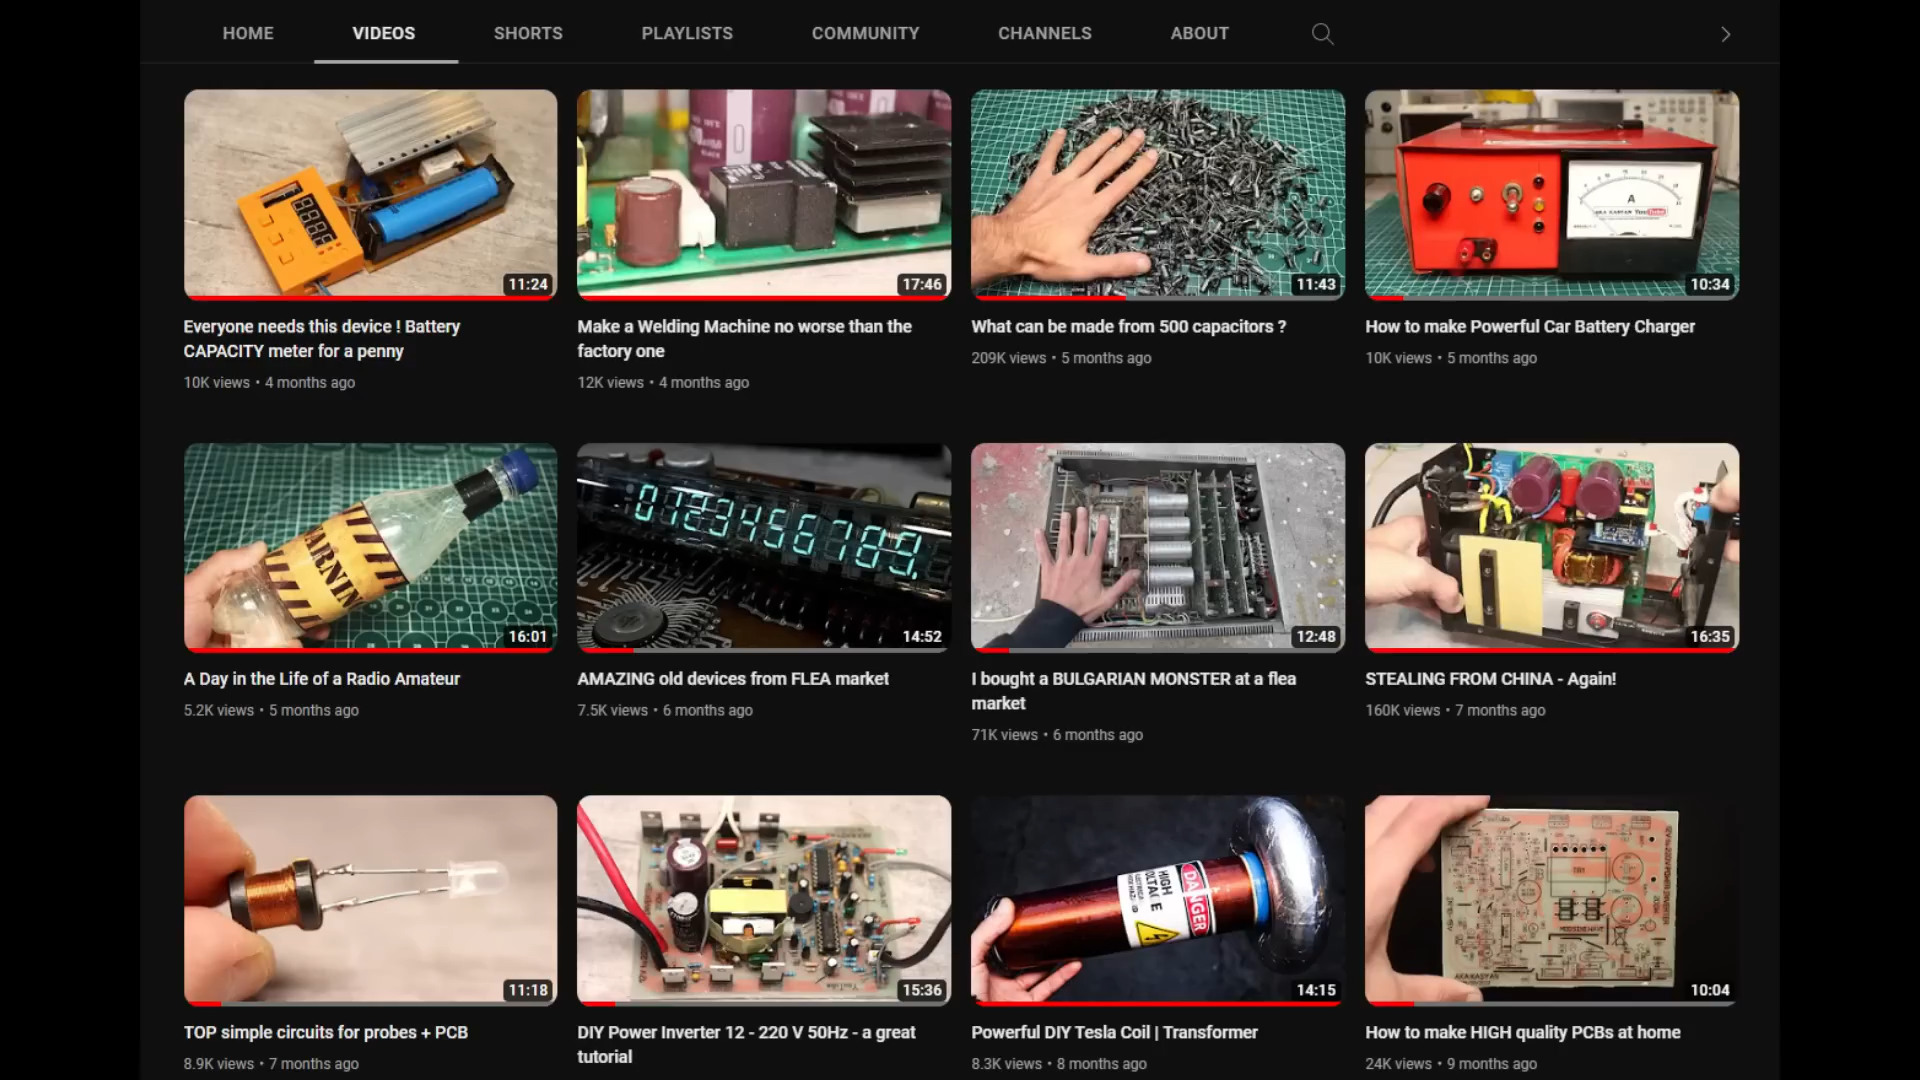 HOME VIDEOS SHORTS PLAYLISTS COMMUNITY CHANNELS ABOUT
11:24
17:46
11:43
A
10:34
Everyone needs this device ! Battery
CAPACITY meter for a penny
10K views • 4 months ago
Make a Welding Machine no worse than the
factory one
12K views • 4 months ago
What can be made from 500 capacitors ?
209K views • 5 months ago
How to make Powerful Car Battery Charger
10K views • 5 months ago
WARNING
16:01
0123456789.
14:52
12:48
16:35
A Day in the Life of a Radio Amateur
5.2K views • 5 months ago
AMAZING old devices from FLEA market
7.5K views • 6 months ago
I bought a BULGARIAN MONSTER at a flea
market
71K views • 6 months ago
STEALING FROM CHINA - Again!
160K views • 7 months ago
11:18
YouTube
15:36
HIGH
VOLTAGE
DANGER
14:15
10:04
TOP simple circuits for probes + PCB
8.9K views • 7 months ago
DIY Power Inverter 12 - 220 V 50Hz - a great
tutorial
Powerful DIY Tesla Coil | Transformer
8.3K views • 8 months ago
How to make HIGH quality PCBs at home
24K views • 9 months ago